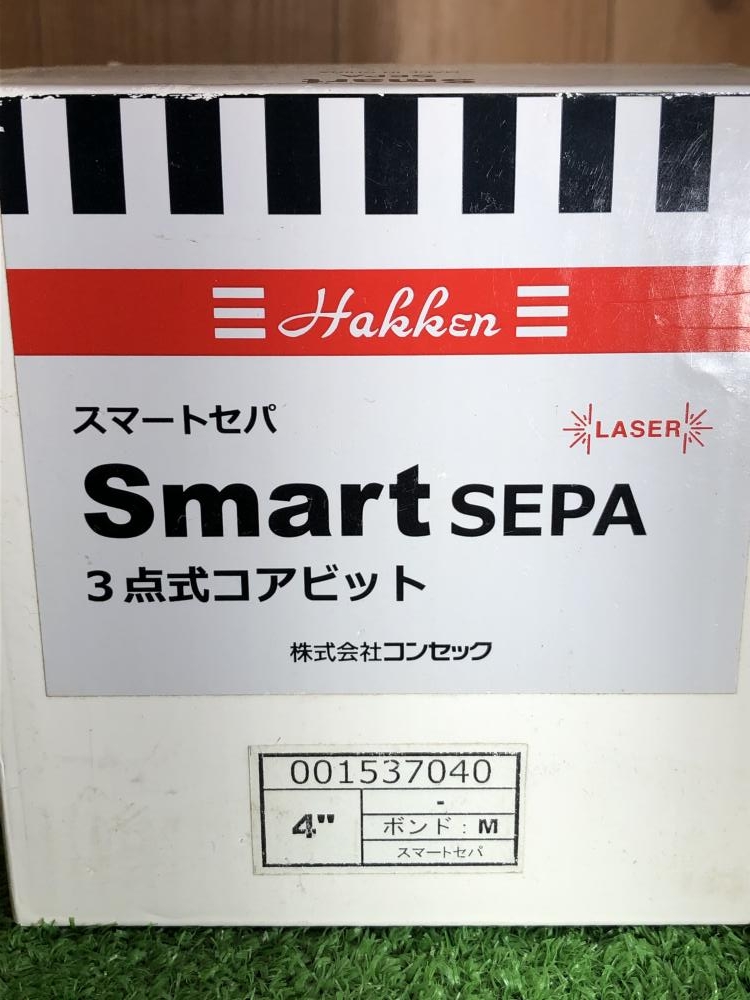 smart
SEPA
Hakken
スマートセパ
LASER
Smart SEPA
3点式コアビット
株式会社コンセック
001537040
4"
-
ボンド：M
スマートセパ